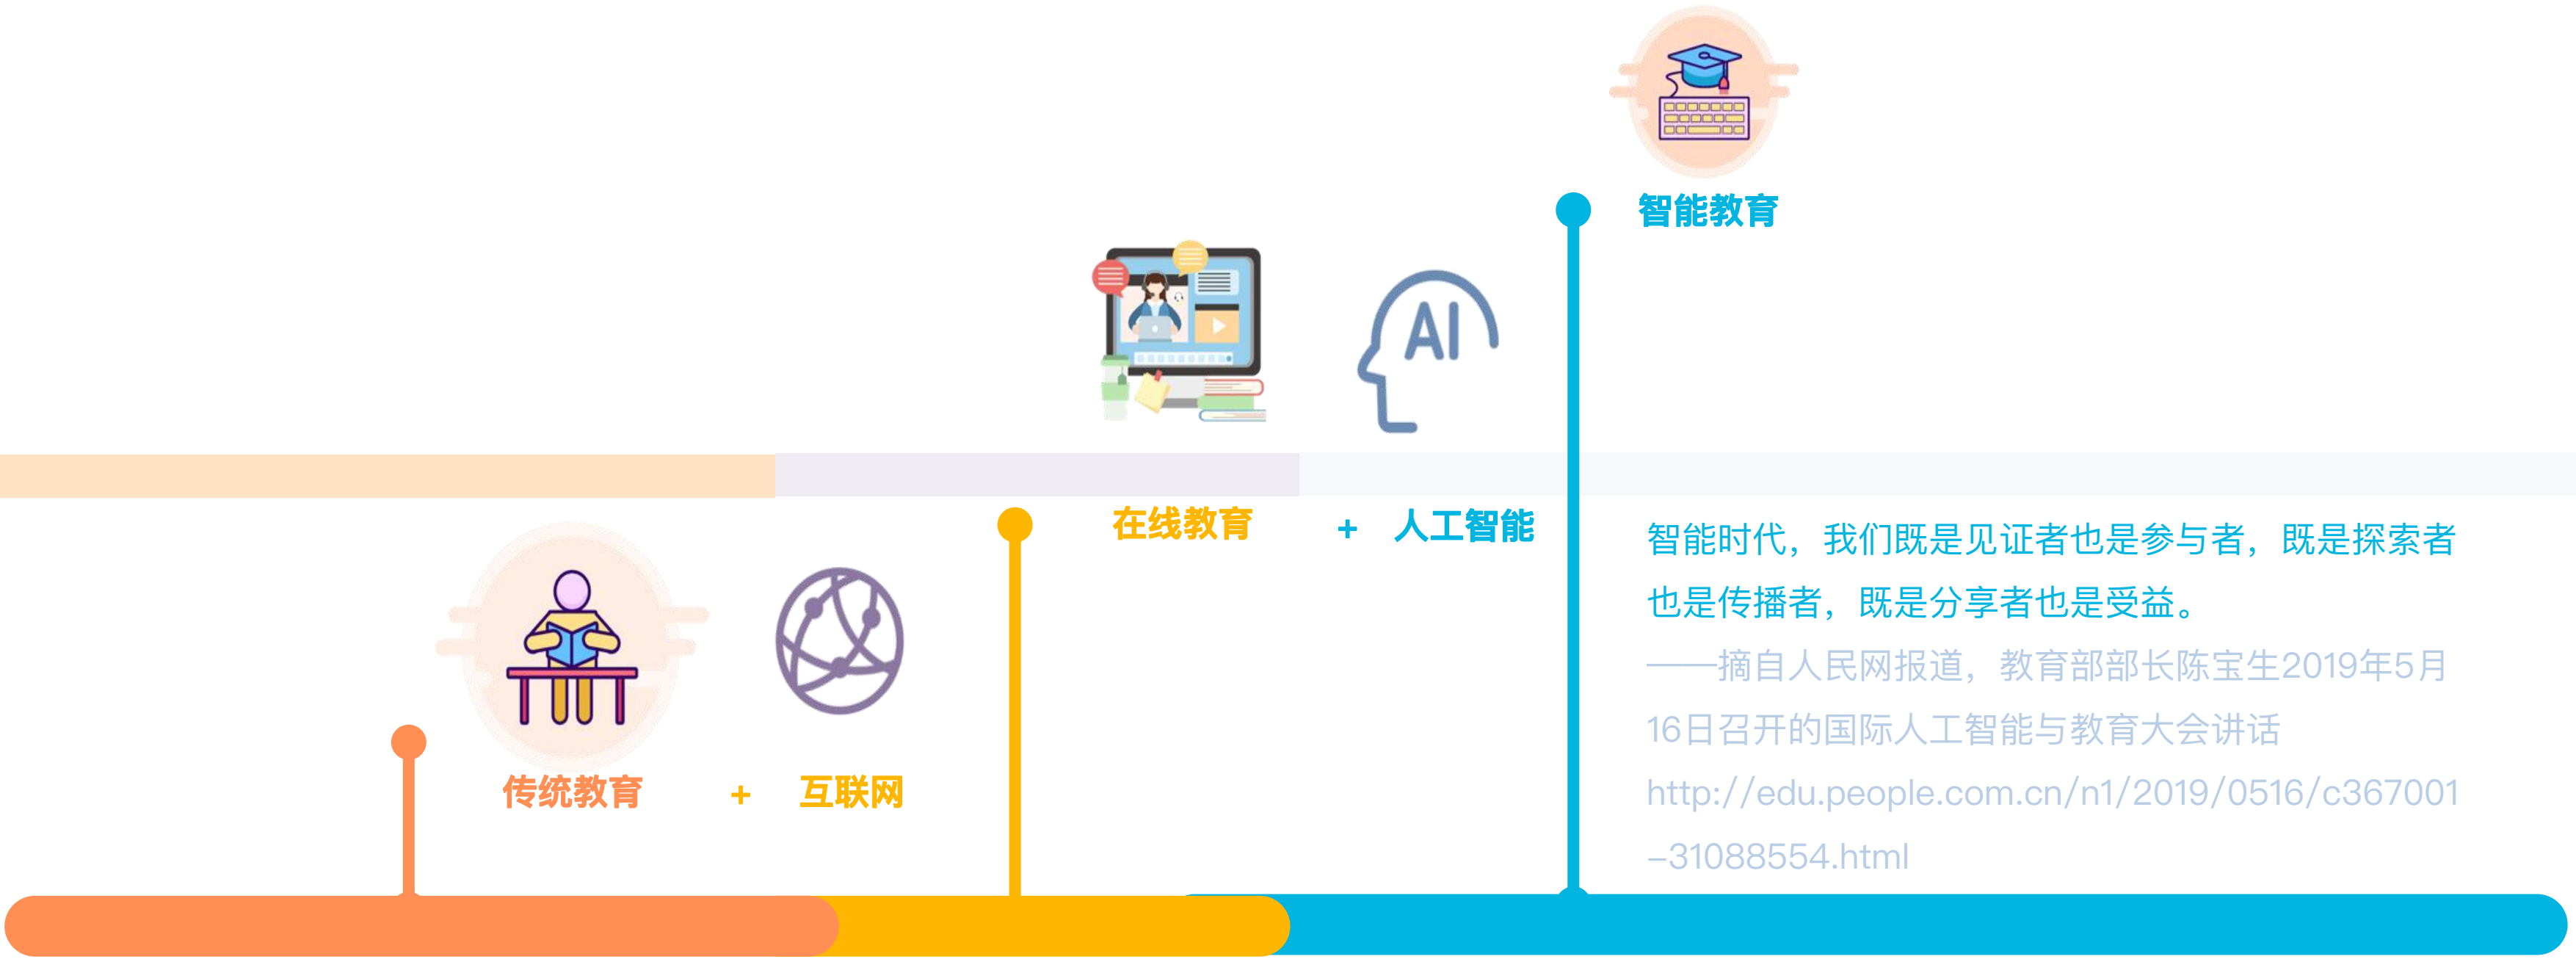 智能教育
AI
在线教育 + 人工智能
传统教育 + 互联网
智能时代，我们既是见证者也是参与者，既是探索者
也是传播者，既是分享者也是受益。
——摘自人民网报道，教育部部长陈宝生2019年5月
16日召开的国际人工智能与教育大会讲话
http://edu.people.com.cn/n1/2019/0516/c367001
-31088554.html